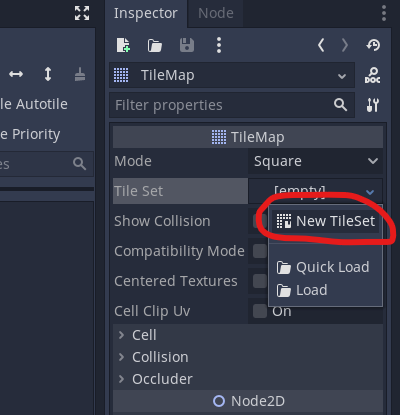 Inspector Node
TileMap
DOC
Filter properties
le Autotile
e Priority
es
TileMap
Mode Square
Tile Set [empty]
New TileSet
Show Collision
Compatibility Mode
Quick Load
Centered Textures
Load
Cell Clip Uv On
Cell
Collision
Occluder
Node2D